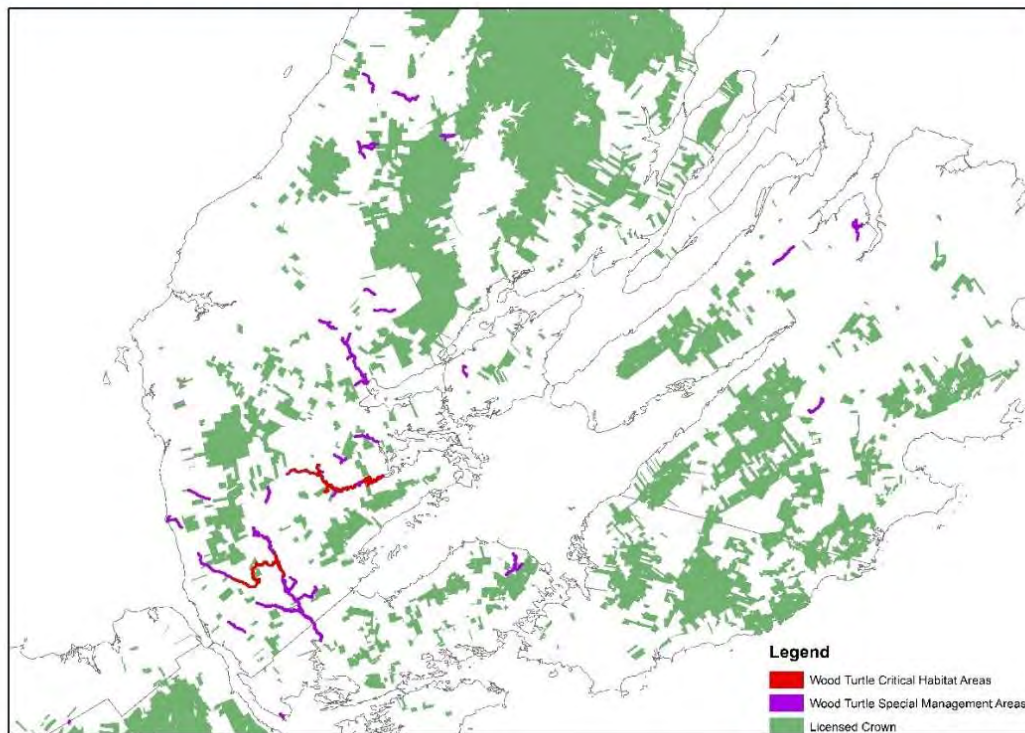 Legend
Wood Turtle Critical Habitat Areas
Wood Turtle Special Management Areas
Licensed Crown